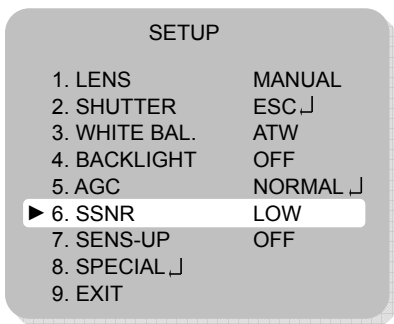 SETUP
1. LENS MANUAL
2. SHUTTER ESC↵
3. WHITE BAL. ATW
4. BACKLIGHT OFF
5. AGC NORMAL ↵
► 6. SSNR LOW
7. SENS-UP OFF
8. SPECIAL↵
9. EXIT